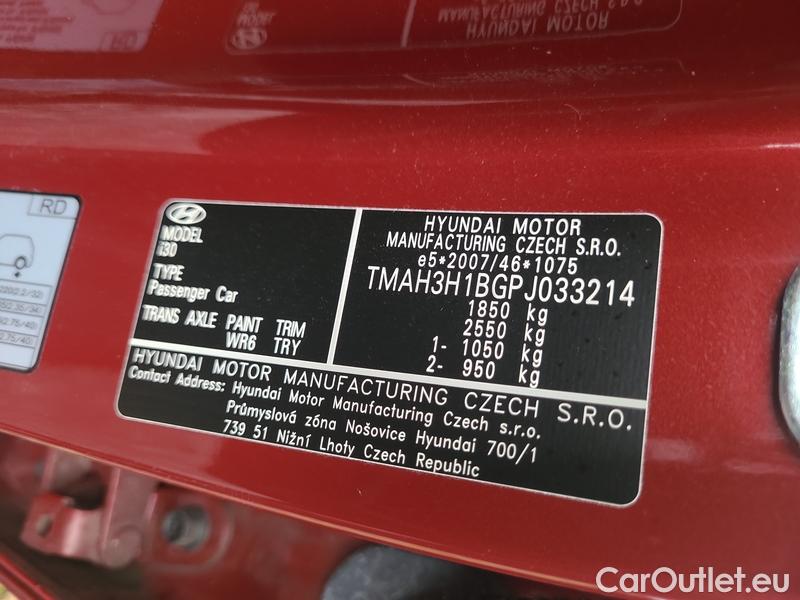 HYUNDAI MOTOR
RD
MODEL
i30
TYPE
Passenger Car
TRANS AXLE PAINT TRIM
WR6 TRY
HYUNDAI MOTOR
MANUFACTURING CZECH S.R.O.
e5*2007/46*1075
TMAH3H1BGPJ033214
1850 kg
2550 kg
1- 1050 kg
2- 950 kg
HYUNDAI MOTOR MANUFACTURING CZECH S.R.O.
Contact Address: Hyundai Motor Manufacturing Czech s.r.o.
Průmyslová zóna Nošovice Hyundai 700/1
739 51 Nižní Lhoty Czech Republic
CarOutlet.eu